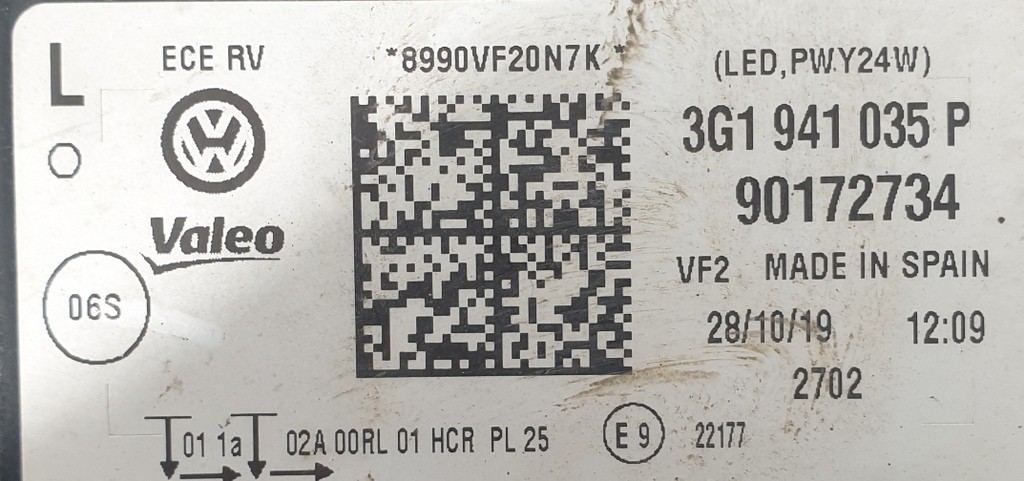 L
ECE RV
*8990VF20N7K*
(LED,PWY24W)
3G1 941 035 P
90172734
Valeo
06S
VF2 MADE IN SPAIN
28/10/19 12:09
2702
01 1a 02A 00RL 01 HCR PL 25
E 9
22177